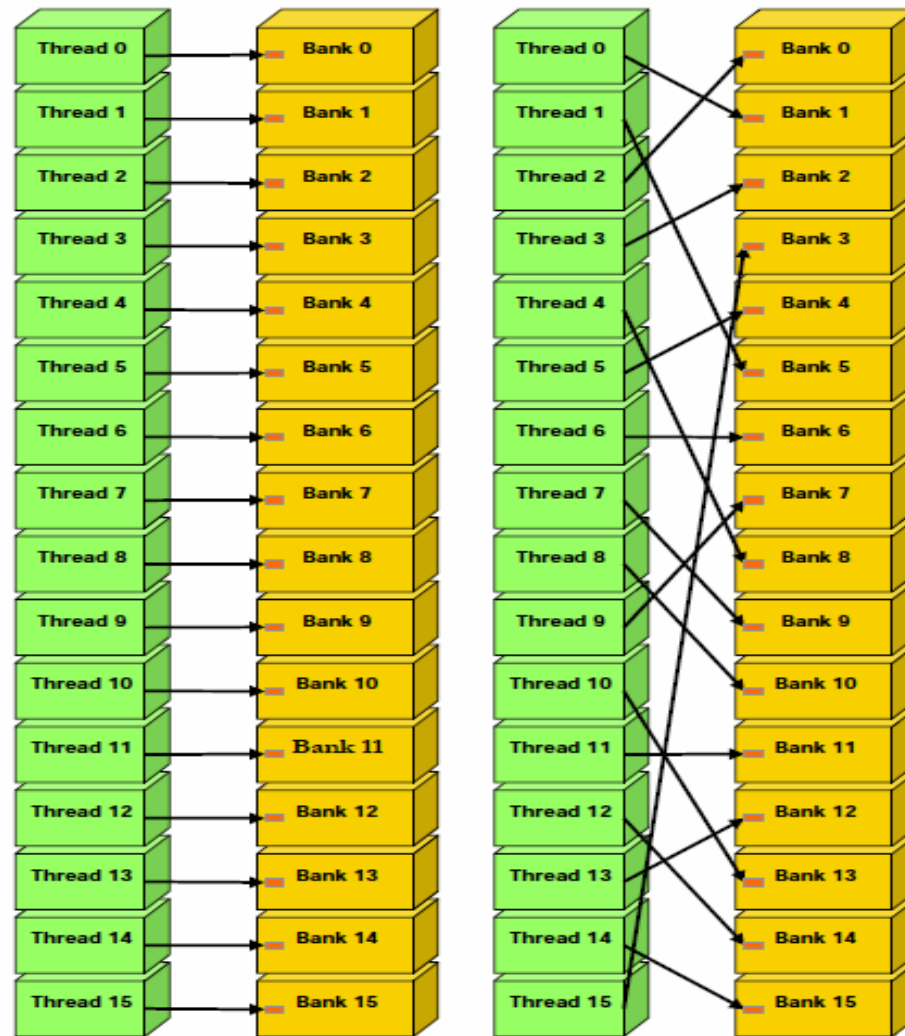 Thread 0 Bank 0 Thread 0 Bank 0
Thread 1 Bank 1 Thread 1 Bank 1
Thread 2 Bank 2 Thread 2 Bank 2
Thread 3 Bank 3 Thread 3 Bank 3
Thread 4 Bank 4 Thread 4 Bank 4
Thread 5 Bank 5 Thread 5 Bank 5
Thread 6 Bank 6 Thread 6 Bank 6
Thread 7 Bank 7 Thread 7 Bank 7
Thread 8 Bank 8 Thread 8 Bank 8
Thread 9 Bank 9 Thread 9 Bank 9
Thread 10 Bank 10 Thread 10 Bank 10
Thread 11 Bank 11 Thread 11 Bank 11
Thread 12 Bank 12 Thread 12 Bank 12
Thread 13 Bank 13 Thread 13 Bank 13
Thread 14 Bank 14 Thread 14 Bank 14
Thread 15 Bank 15 Thread 15 Bank 15